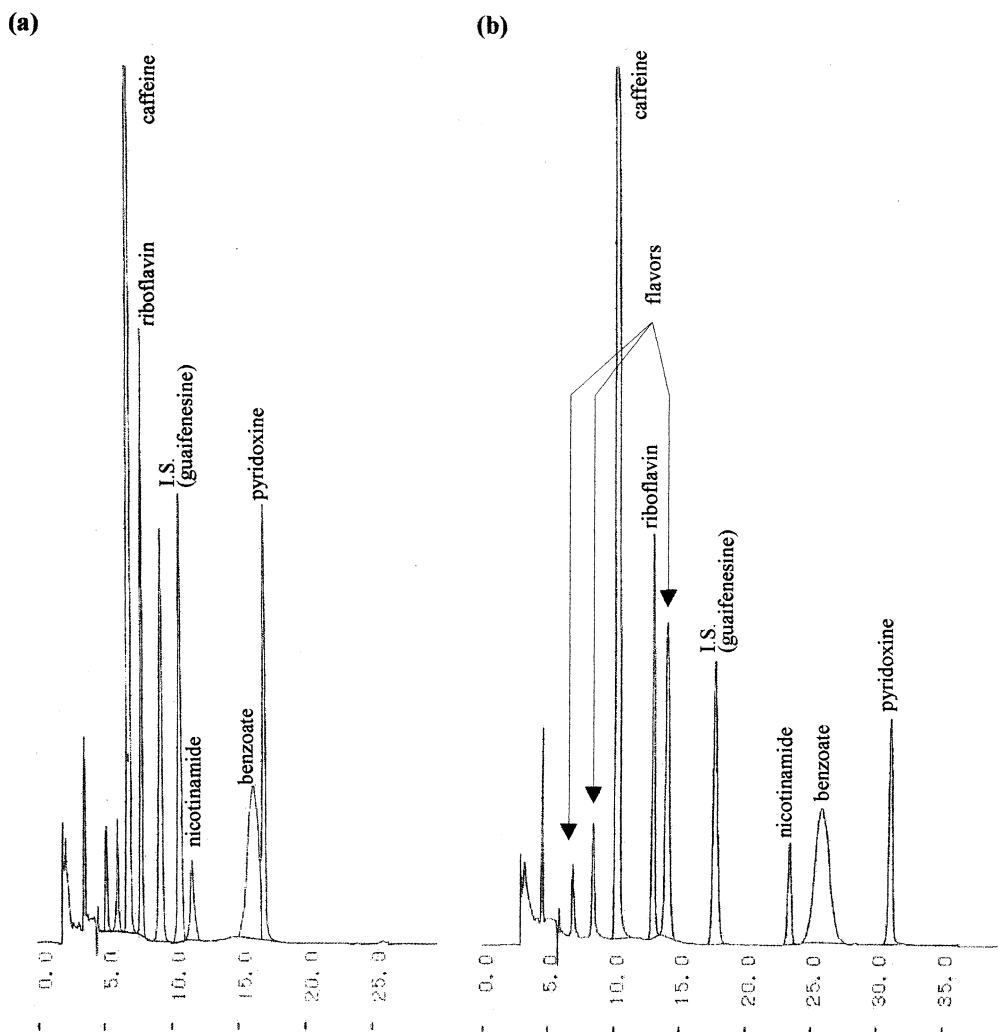 (a)
caffeine
riboflavin
I.S.
(guaifenesine)
nicotinamide
benzoate
pyridoxine
0.0
5.0
10.0
15.0
20.0
25.0
(b)
caffeine
flavors
riboflavin
I.S.
(guaifenesine)
nicotinamide
benzoate
pyridoxine
0.0
5.0
10.0
15.0
20.0
25.0
30.0
35.0